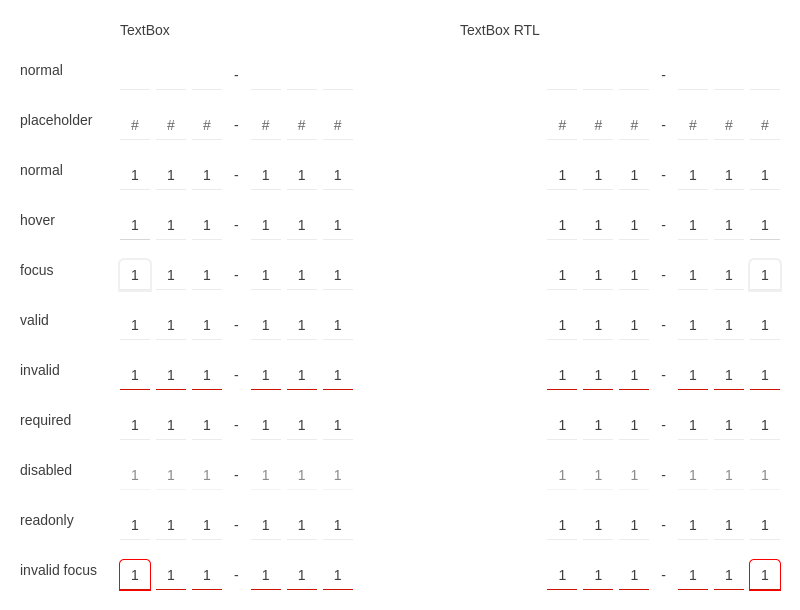 TextBox TextBox RTL
normal - -
placeholder # # # - # # # # # # - # # #
normal 1 1 1 - 1 1 1 1 1 1 - 1 1 1
hover 1 1 1 - 1 1 1 1 1 1 - 1 1 1
focus 1 1 1 - 1 1 1 1 1 1 - 1 1 1
valid 1 1 1 - 1 1 1 1 1 1 - 1 1 1
invalid 1 1 1 - 1 1 1 1 1 1 - 1 1 1
required 1 1 1 - 1 1 1 1 1 1 - 1 1 1
disabled 1 1 1 - 1 1 1 1 1 1 - 1 1 1
readonly 1 1 1 - 1 1 1 1 1 1 - 1 1 1
invalid focus 1 1 1 - 1 1 1 1 1 1 - 1 1 1